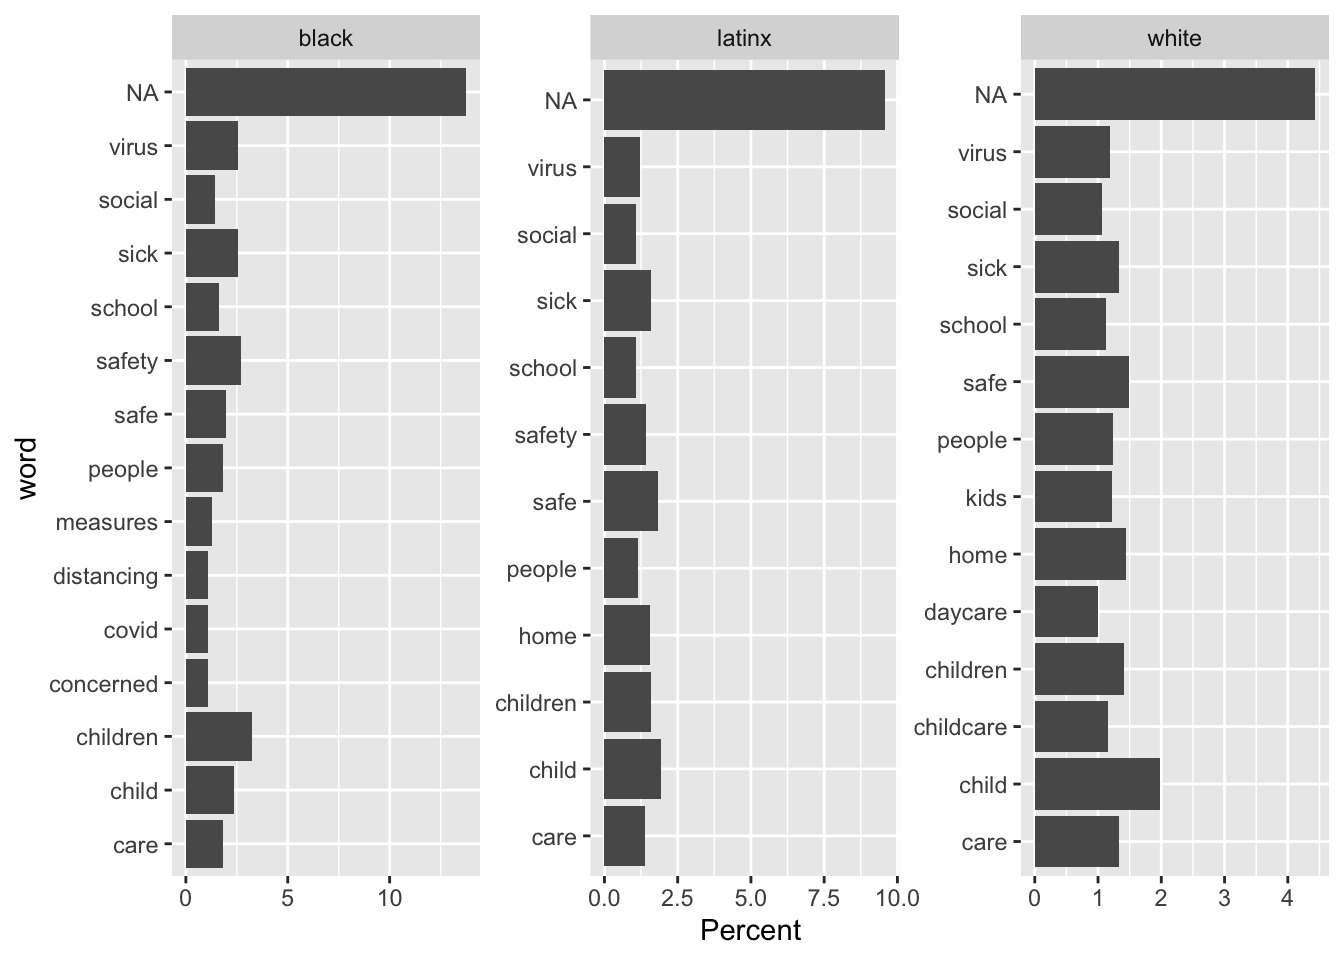 black
latinx
white
word
NA
virus
social
sick
school
safety
safe
people
measures
distancing
covid
concerned
children
child
care
0 5 10
NA
virus
social
sick
school
safety
safe
people
home
children
child
care
0.0 2.5 5.0 7.5 10.0
NA
virus
social
sick
school
safe
people
kids
home
daycare
children
childcare
child
care
0 1 2 3 4
Percent